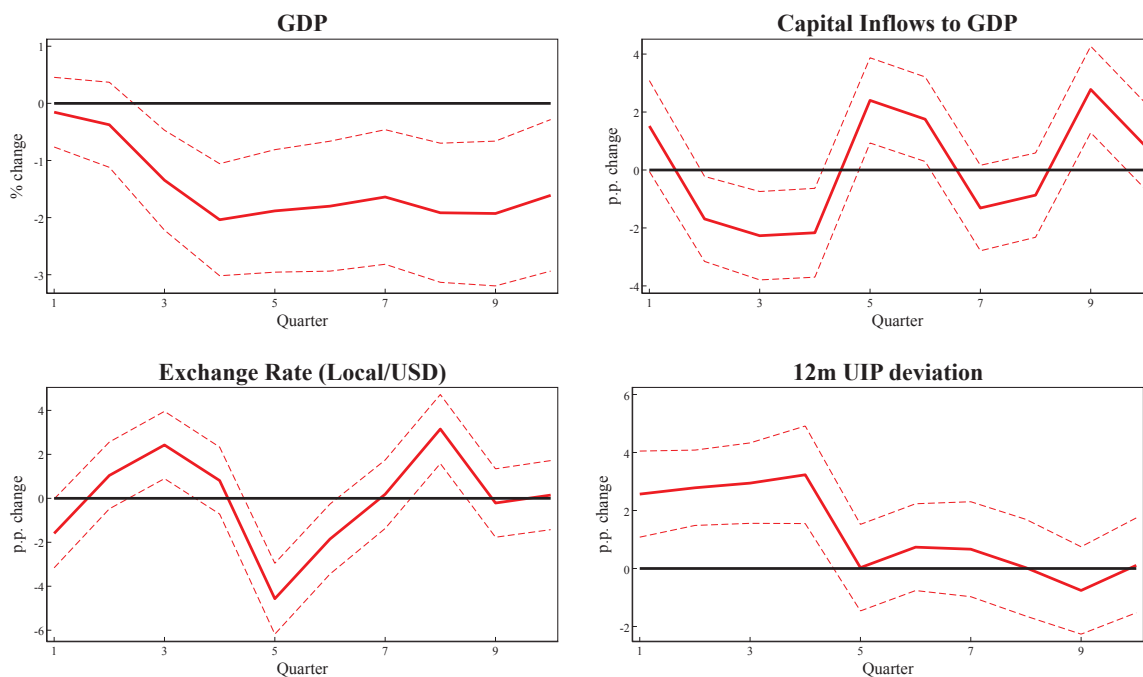 GDP
% change
1
0
-1
-2
-3
1 3 5 7 9
Quarter
Capital Inflows to GDP
p.p. change
4
2
0
-2
-4
1 3 5 7 9
Quarter
Exchange Rate (Local/USD)
p.p. change
4
2
0
-2
-4
-6
1 3 5 7 9
Quarter
12m UIP deviation
p.p. change
6
4
2
0
-2
1 3 5 7 9
Quarter